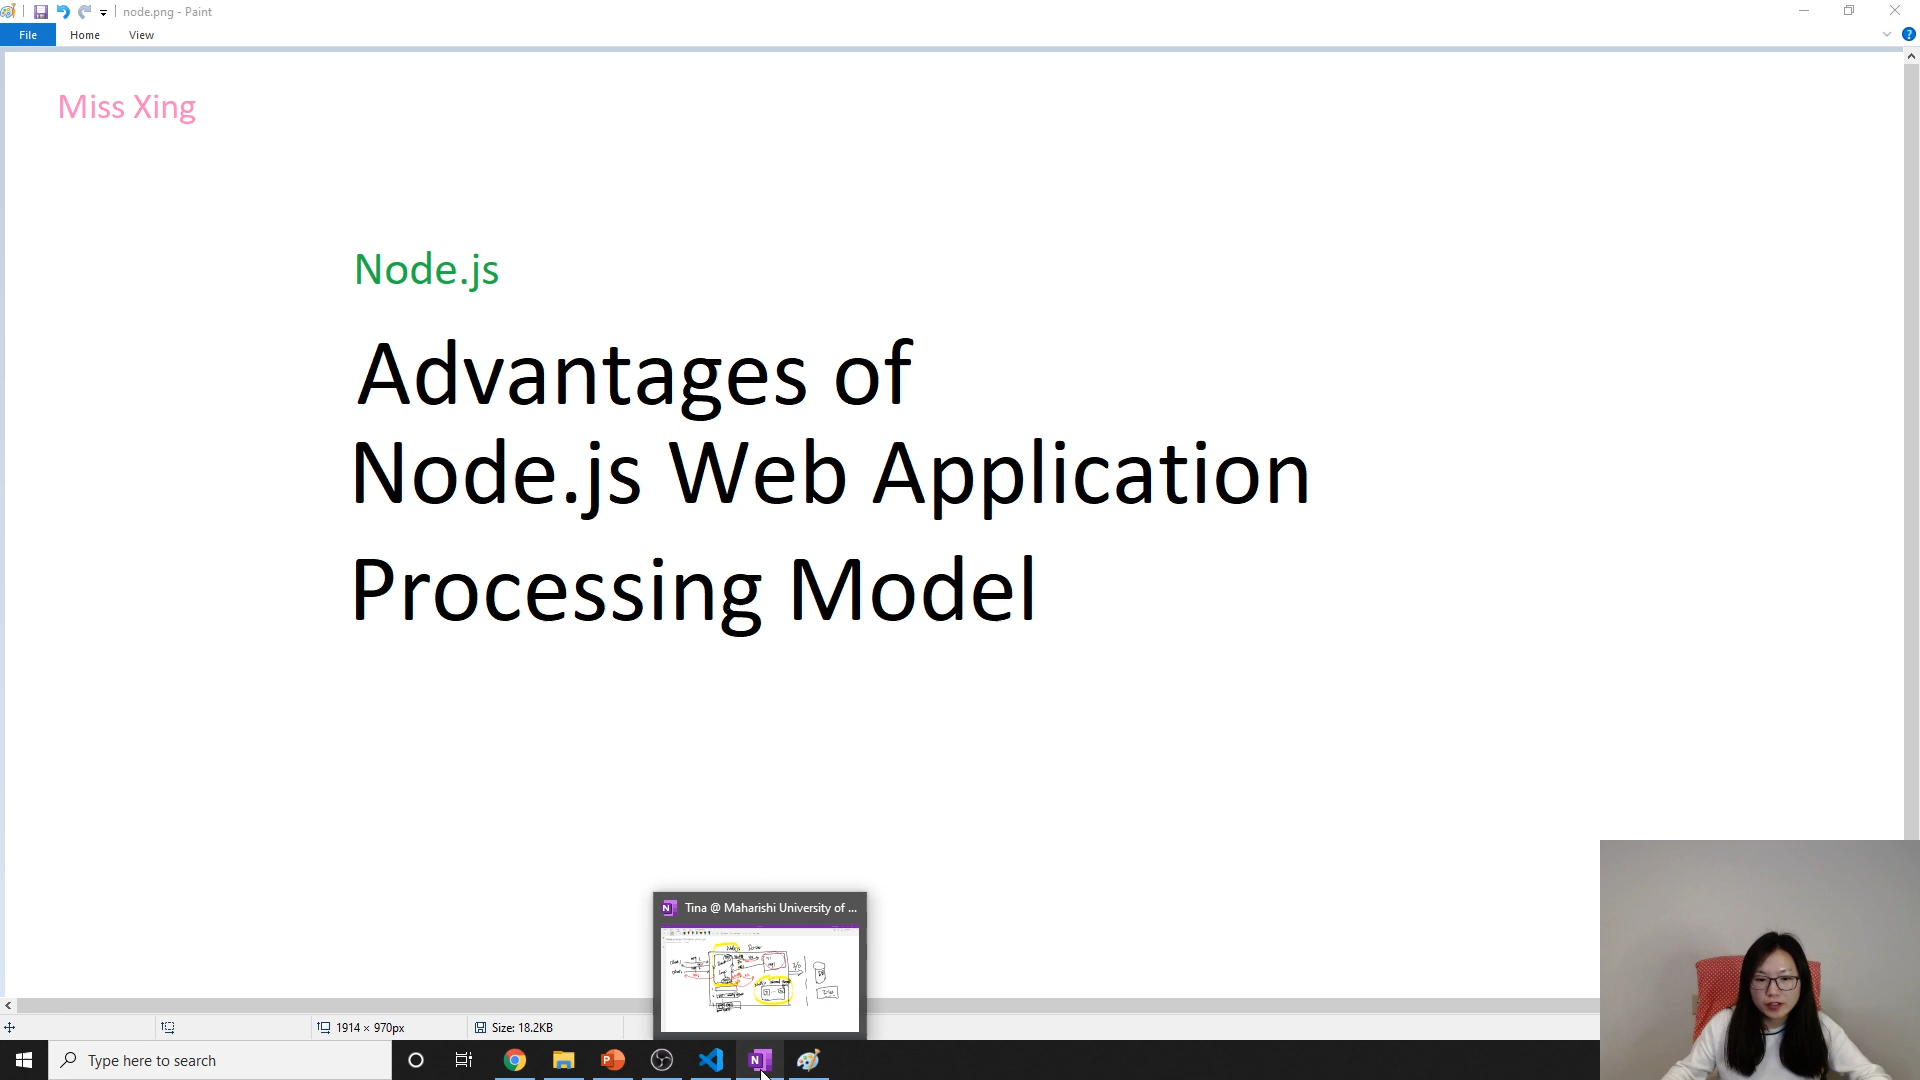 node.png - Paint
File Home View
Miss Xing
Node.js
Advantages of
Node.js Web Application
Processing Model
Tina @ Maharishi University of ...
1914 × 970px
Size: 18.2KB
Type here to search